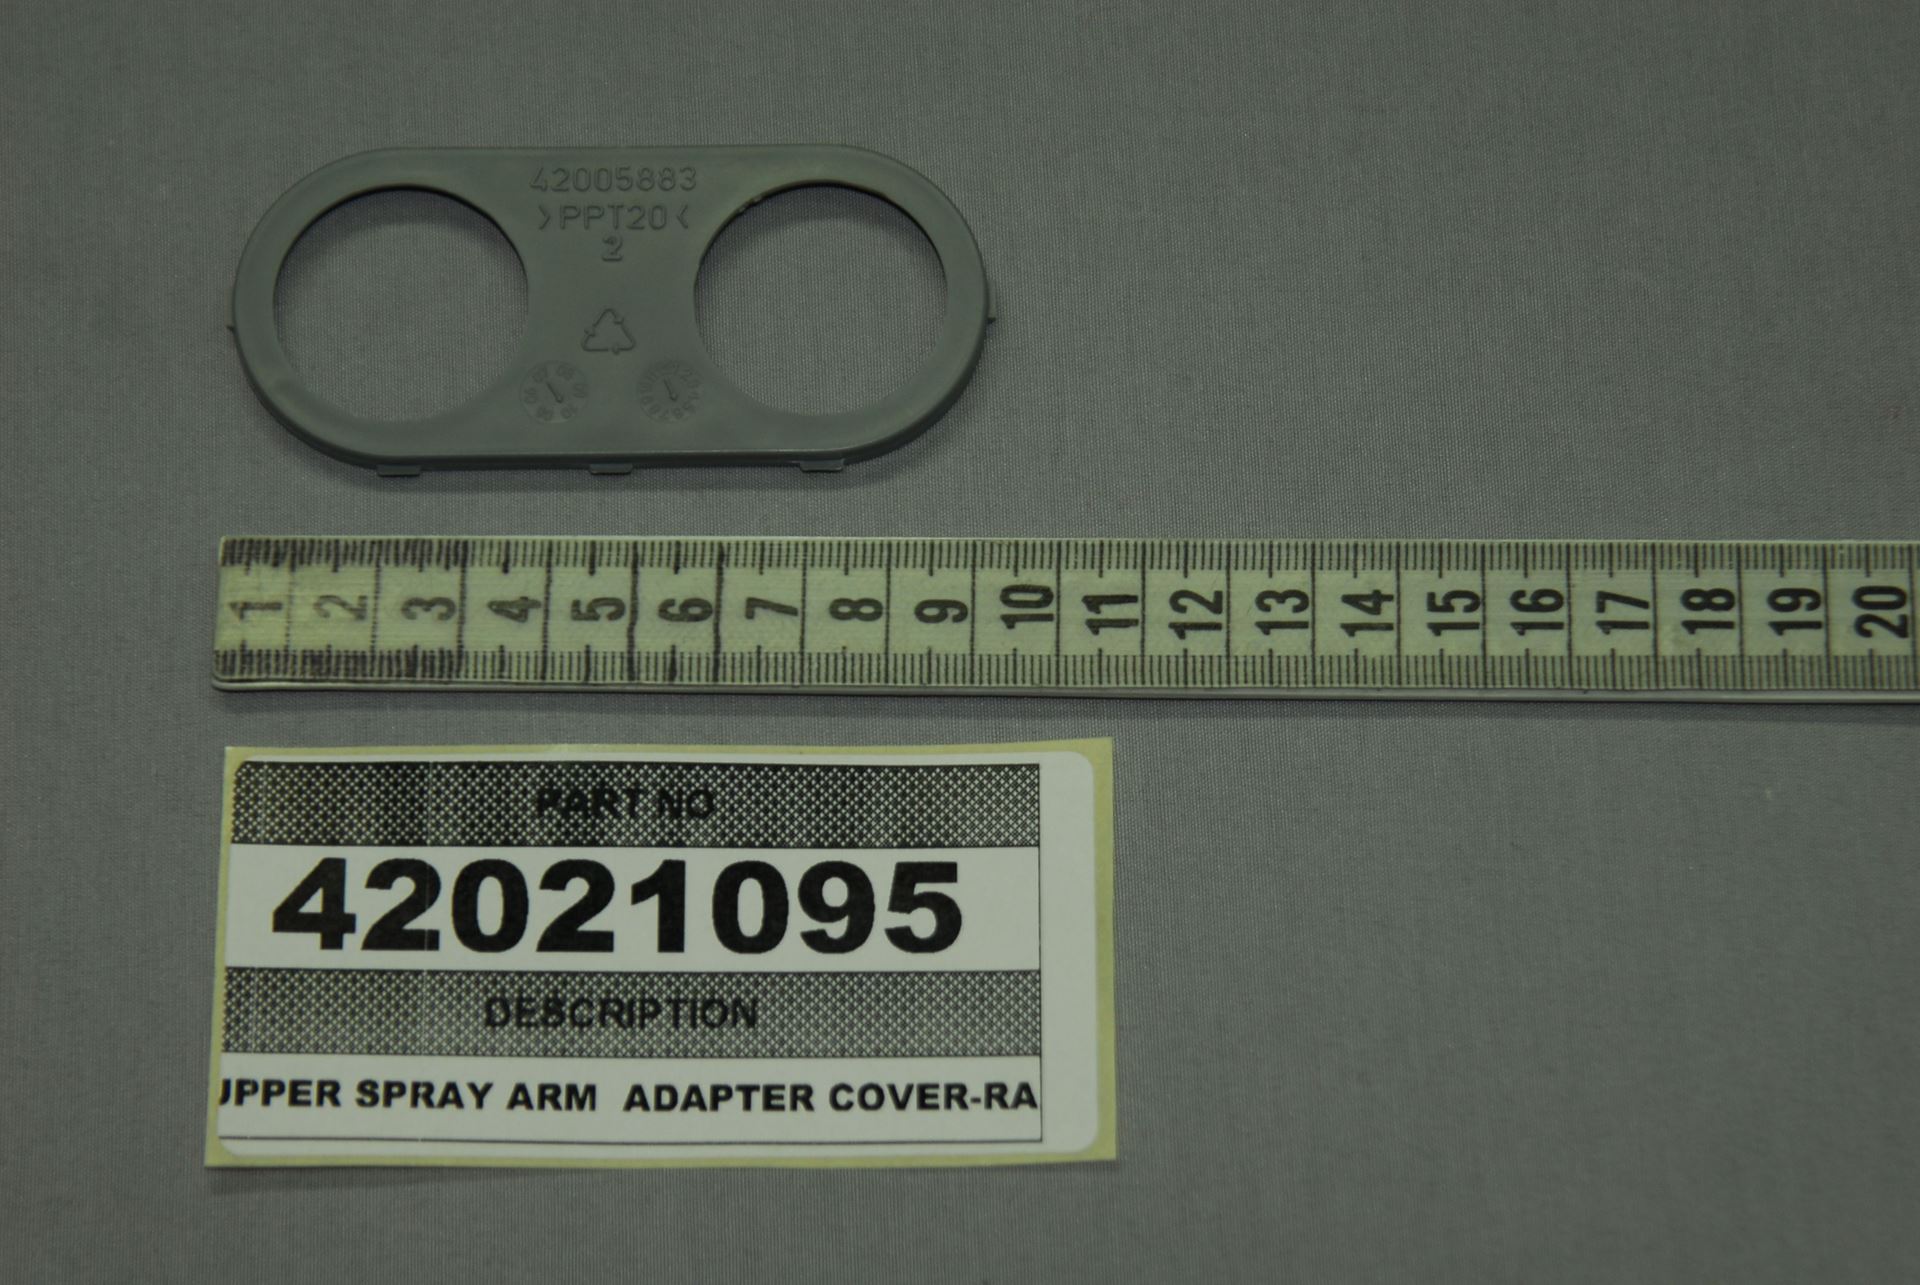 42005883
>PPT20<
2
1 2 3 4 5 6 7 8 9 10 11 12 13 14 15 16 17 18 19 20
PART NO
42021095
DESCRIPTION
UPPER SPRAY ARM ADAPTER COVER-RA